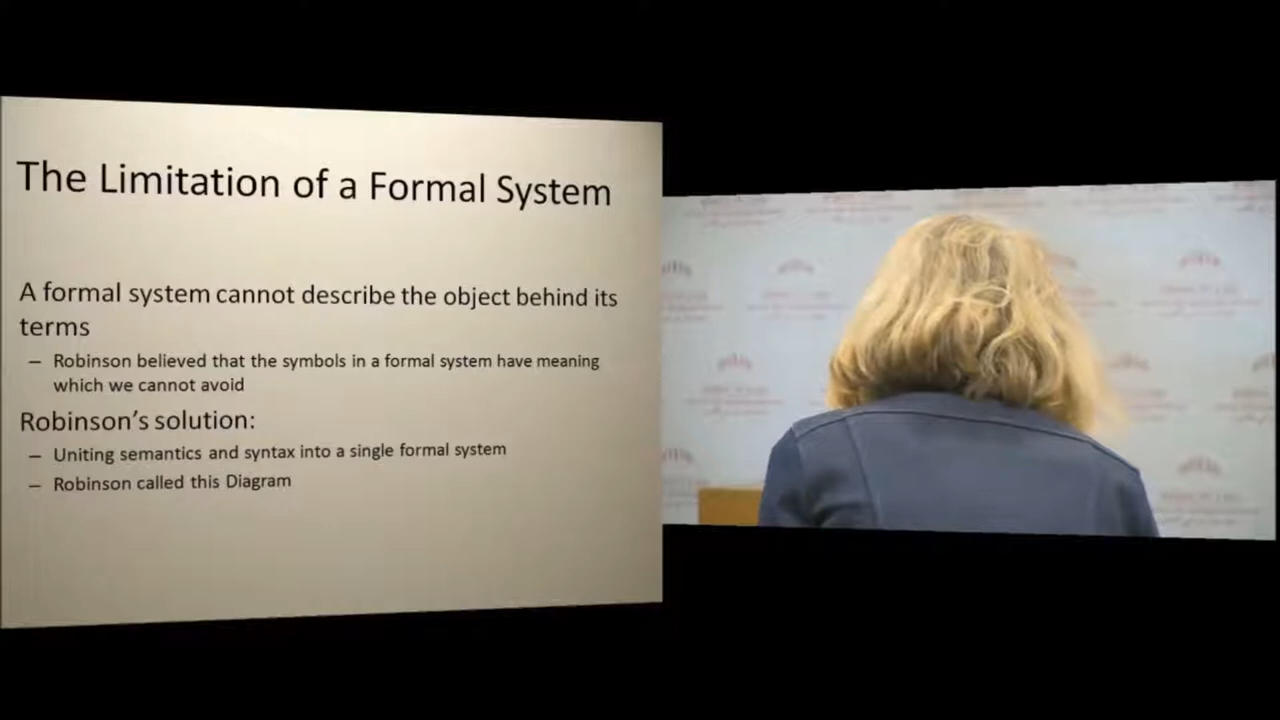 The Limitation of a Formal System
A formal system cannot describe the object behind its
terms
– Robinson believed that the symbols in a formal system have meaning
which we cannot avoid
Robinson's solution:
– Uniting semantics and syntax into a single formal system
– Robinson called this Diagram